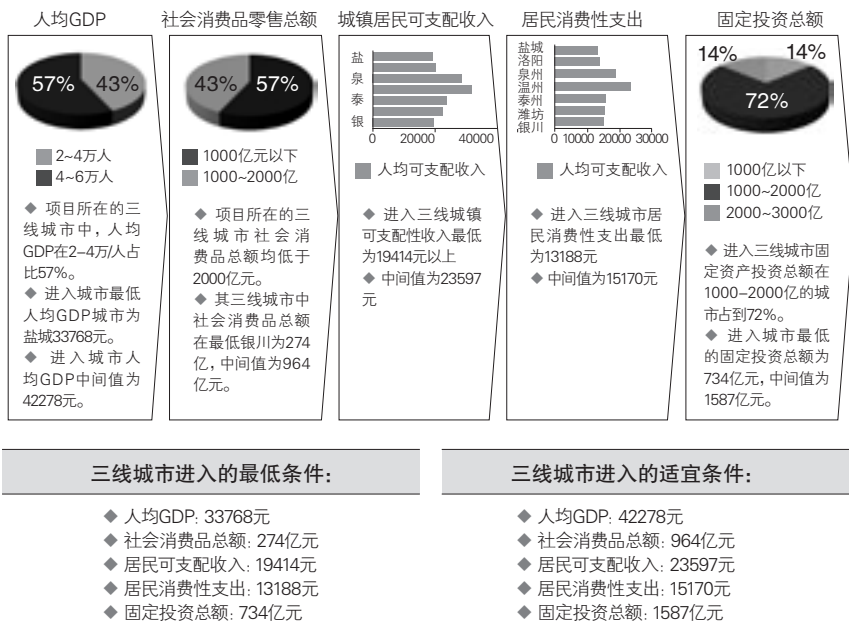 人均GDP
57%
43%
2~4万人
4~6万人
◆ 项目所在的三
线城市中，人均
GDP在2–4万/人占
比57%。
◆ 进入城市最低
人均GDP城市为
盐城33768元。
◆ 进入城市人
均GDP中间值为
42278元。
社会消费品零售总额
43%
57%
1000亿元以下
1000~2000亿
◆ 项目所在的三
线城市社会消
费品总额均低于
2000亿元。
◆ 其三线城市中
社会消费品总额
在最低银川为274
亿，中间值为964
亿元。
城镇居民可支配收入
盐
泉
泰
银
0 20000 40000
人均可支配收入
◆ 进入三线城镇
可支配性收入最低
为19414元以上
◆ 中间值为23597
元
居民消费性支出
盐城
洛阳
泉州
温州
泰州
潍坊
银川
0 10000 20000 30000
人均可支配收入
◆ 进入三线城市居
民消费性支出最低
为13188元
◆ 中间值为15170元
固定投资总额
14%
14%
72%
1000亿以下
1000~2000亿
2000~3000亿
◆ 进入三线城市固
定资产投资总额在
1000–2000亿的城
市占到72%。
◆ 进入城市最低
的固定投资总额为
734亿元，中间值为
1587亿元。
三线城市进入的最低条件：
◆ 人均GDP: 33768元
◆ 社会消费品总额: 274亿元
◆ 居民可支配收入: 19414元
◆ 居民消费性支出: 13188元
◆ 固定投资总额: 734亿元
三线城市进入的适宜条件：
◆ 人均GDP: 42278元
◆ 社会消费品总额: 964亿元
◆ 居民可支配收入: 23597元
◆ 居民消费性支出: 15170元
◆ 固定投资总额: 1587亿元